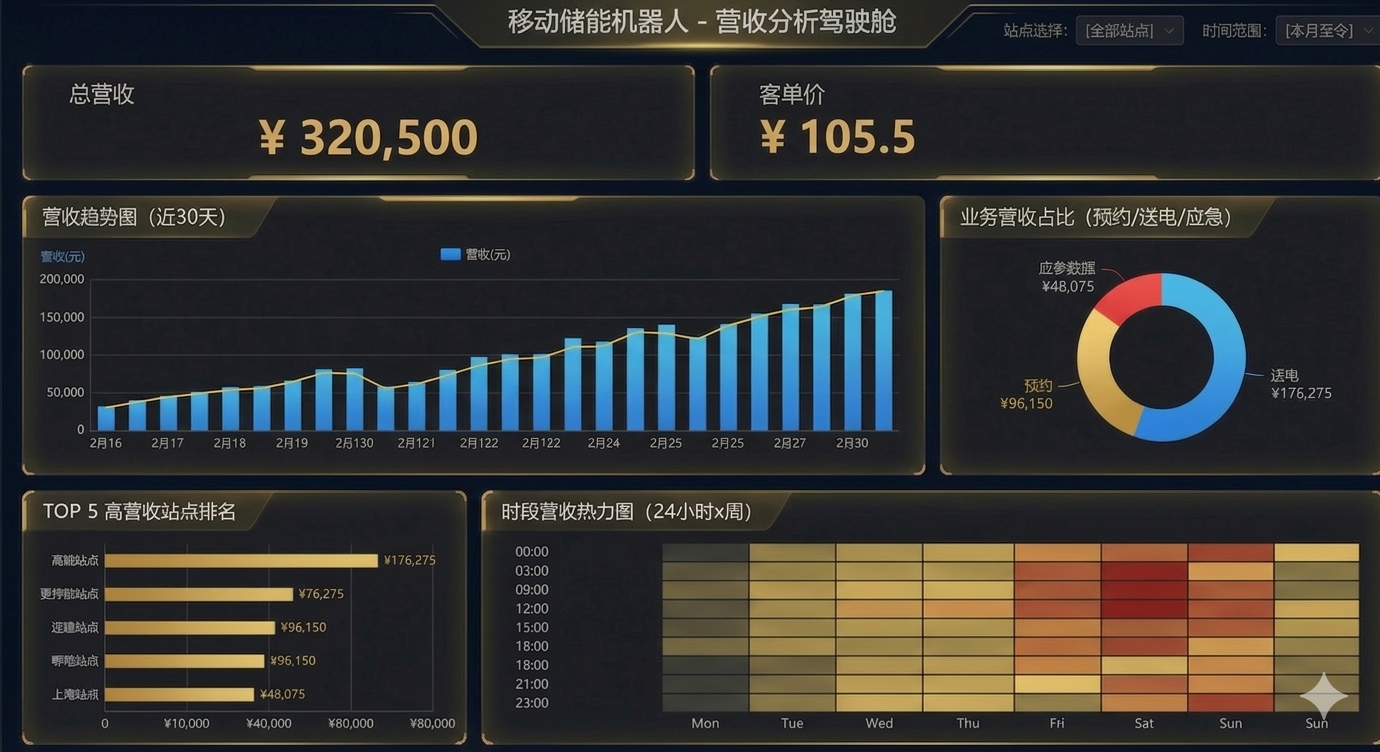 移动储能机器人 - 营收分析驾驶舱
站点选择: [全部站点]
时间范围: [本月至今]
总营收
¥ 320,500
客单价
¥ 105.5
营收趋势图（近30天）
营收(元)
营收(元)
200,000
150,000
100,000
50,000
0
2月16 2月17 2月18 2月19 2月130 2月121 2月122 2月122 2月24 2月25 2月25 2月27 2月30
业务营收占比（预约/送电/应急）
¥48,075
预约
¥96,150
送电
¥176,275
TOP 5 高营收站点排名
站点 ¥176,275
站点 ¥76,275
站点 ¥96,150
站点 ¥96,150
¥48,075
0 ¥10,000 ¥40,000 ¥80,000 ¥80,000
时段营收热力图（24小时x周）
00:00
03:00
09:00
12:00
15:00
18:00
18:00
21:00
23:00
Mon Tue Wed Thu Fri Sat Sun Sun